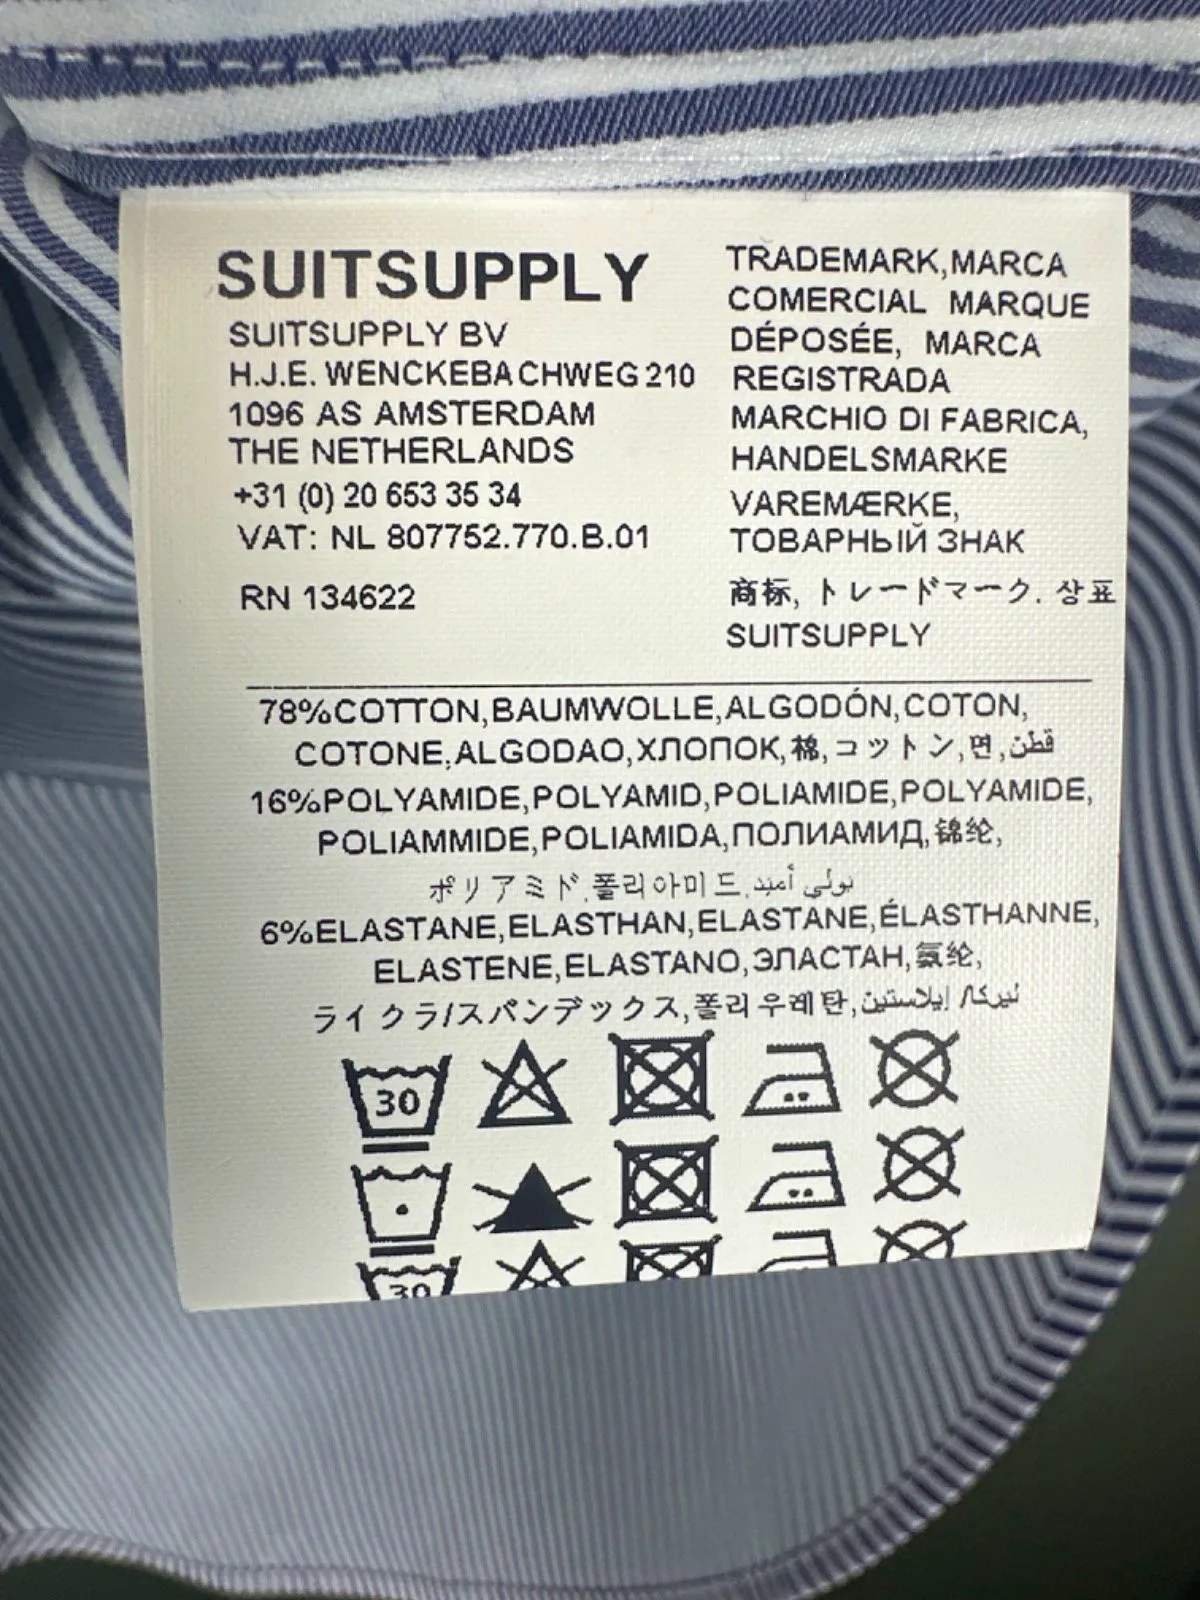 SUITSUPPLY
SUITSUPPLY BV
H.J.E. WENCKEBACHWEG 210
1096 AS AMSTERDAM
THE NETHERLANDS
+31 (0) 20 653 35 34
VAT: NL 807752.770.B.01
RN 134622
TRADEMARK,MARCA
COMERCIAL MARQUE
DÉPOSÉE, MARCA
REGISTRADA
MARCHIO DI FABRICA,
HANDELSMARKE
VAREMÆRKE,
ТОВАРНЫЙ ЗНАК
商标, トレードマーク. 상표
SUITSUPPLY
78%COTTON,BAUMWOLLE,ALGODÓN,COTON,
COTONE,ALGODAO,ХЛОПОК,棉,コットン,면,قطن
16%POLYAMIDE,POLYAMID,POLIAMIDE,POLYAMIDE,
POLIAMMIDE,POLIAMIDA,ПОЛИАМИД,锦纶,
ポリアミド,폴리아미드,بولي أميد
6%ELASTANE,ELASTHAN,ELASTANE,ÉLASTHANNE,
ELASTENE,ELASTANO,ЭЛАСТАН,氨纶,
ライクラ/スパンデックス,폴리우레탄,ليركا/ إيلاستين
30
30